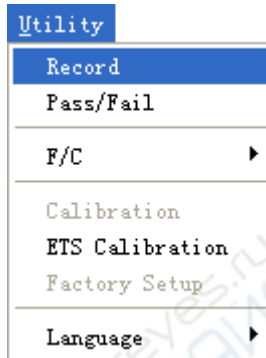 Utility
Record
Pass/Fail
F/C
Calibration
ETS Calibration
Factory Setup
Language